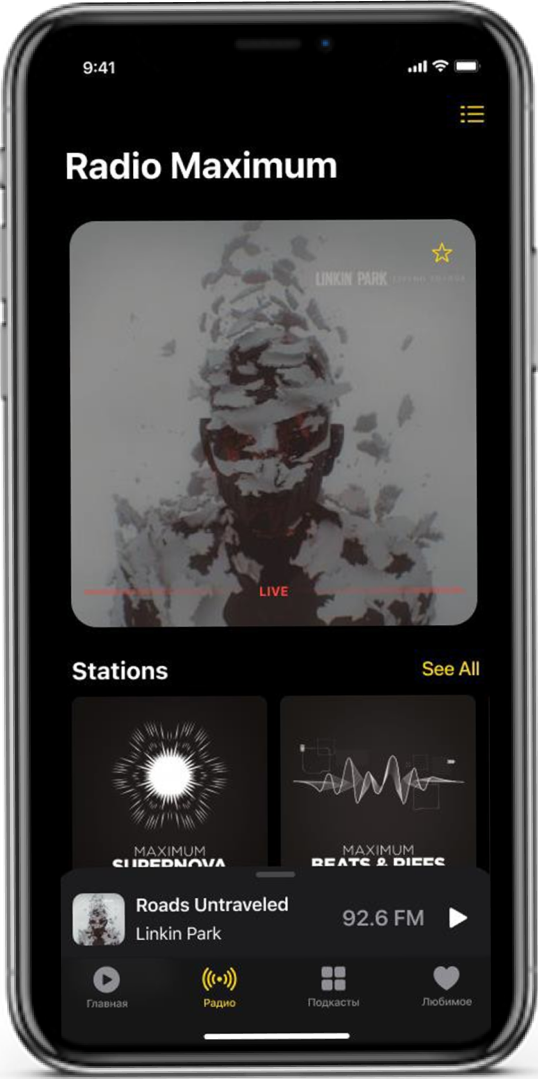 9:41
Radio Maximum
LINKIN PARK LIVING THINGS
LIVE
Stations
See All
MAXIMUM
SUPERNOVA
MAXIMUM
BEATS & RIFFS
Roads Untraveled
Linkin Park
92.6 FM
Главная
Радио
Подкасты
Любимое